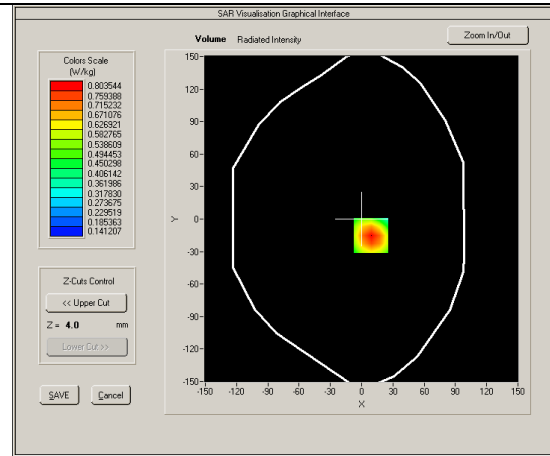 SAR Visualisation Graphical Interface
Volume Radiated Intensity
Zoom In/Out
Colors Scale
(W/kg)
0.803544
0.759388
0.715232
0.671076
0.626921
0.582765
0.538609
0.494453
0.450298
0.406142
0.361986
0.317830
0.273675
0.229519
0.185363
0.141207
Z-Cuts Control
<< Upper Cut
Z = 4.0 mm
Lower Cut >>
SAVE Cancel
150-
120-
90-
60-
30-
0-
-30-
-60-
-90-
-120-
-150-
Y
-150 -120 -90 -60 -30 0 30 60 90 120 150
X